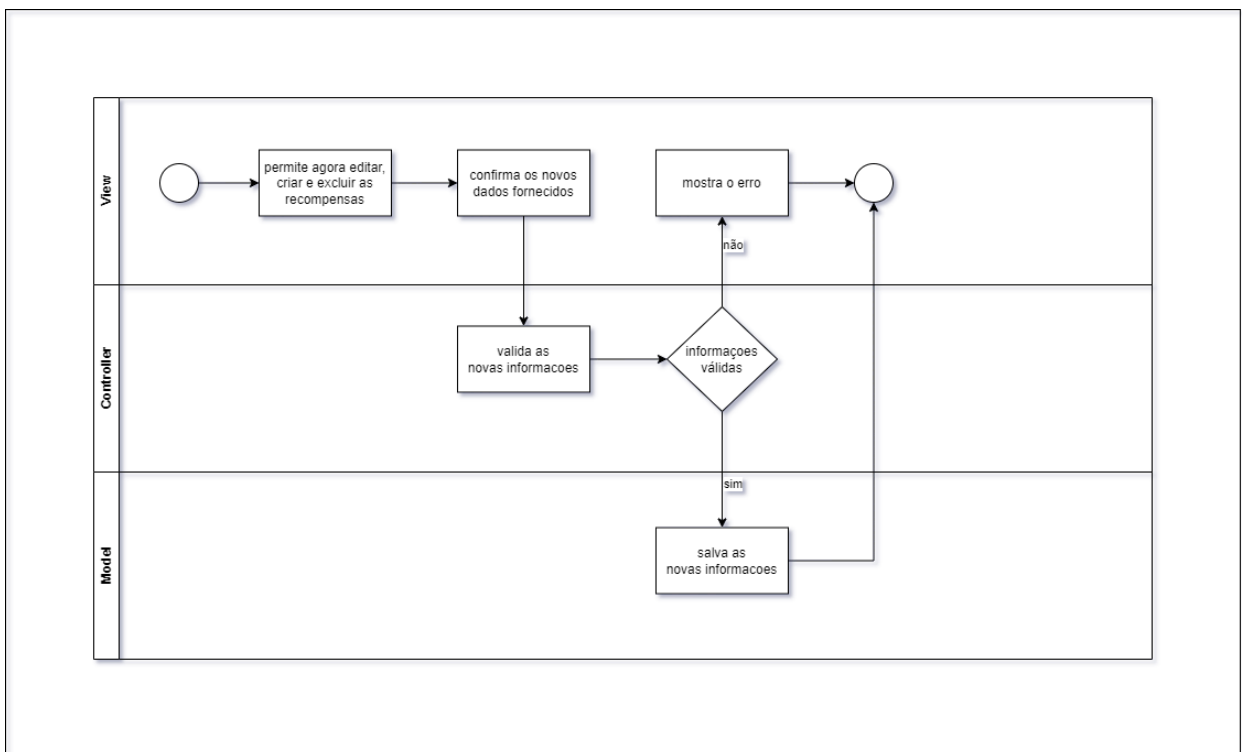 View
permite agora editar,
criar e excluir as
recompensas
confirma os novos
dados fornecidos
mostra o erro
não
Controller
valida as
novas informacoes
informaçoes
válidas
sim
Model
salva as
novas informacoes